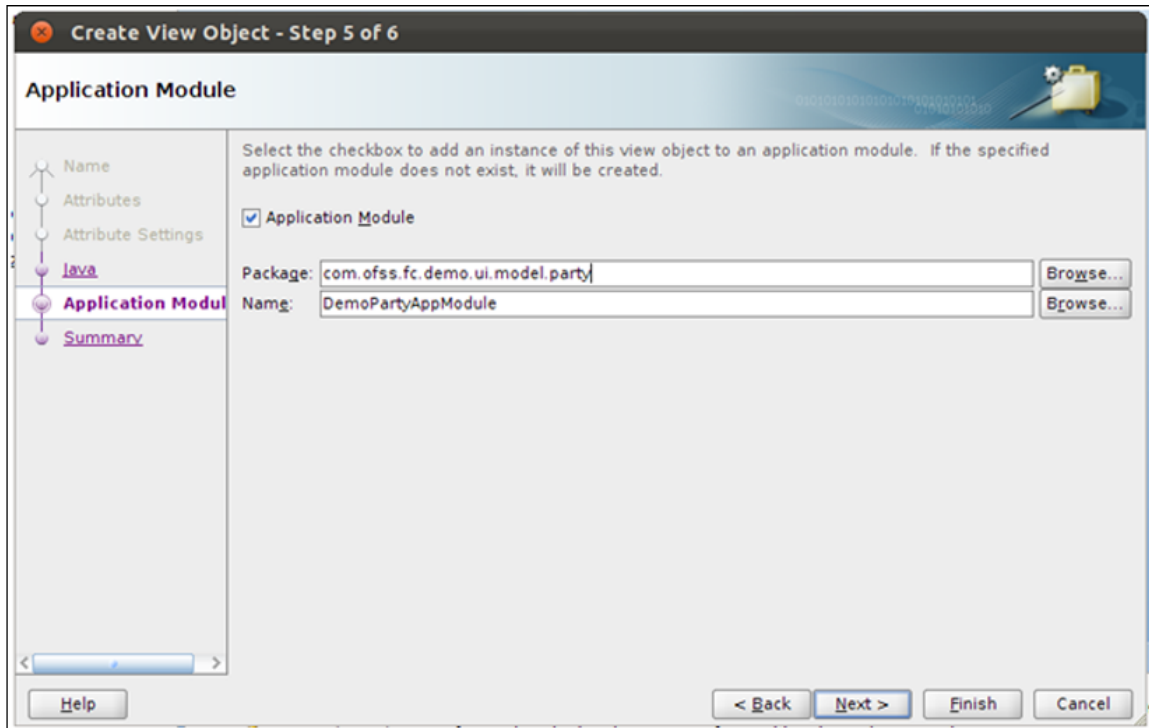 Create View Object - Step 5 of 6
Application Module
Name
Attributes
Attribute Settings
Java
Application Modul
Summary
Select the checkbox to add an instance of this view object to an application module. If the specified
application module does not exist, it will be created.
Application Module
Package: com.ofss.fc.demo.ui.model.party Browse...
Name: DemoPartyAppModule Browse...
Help < Back Next > Finish Cancel